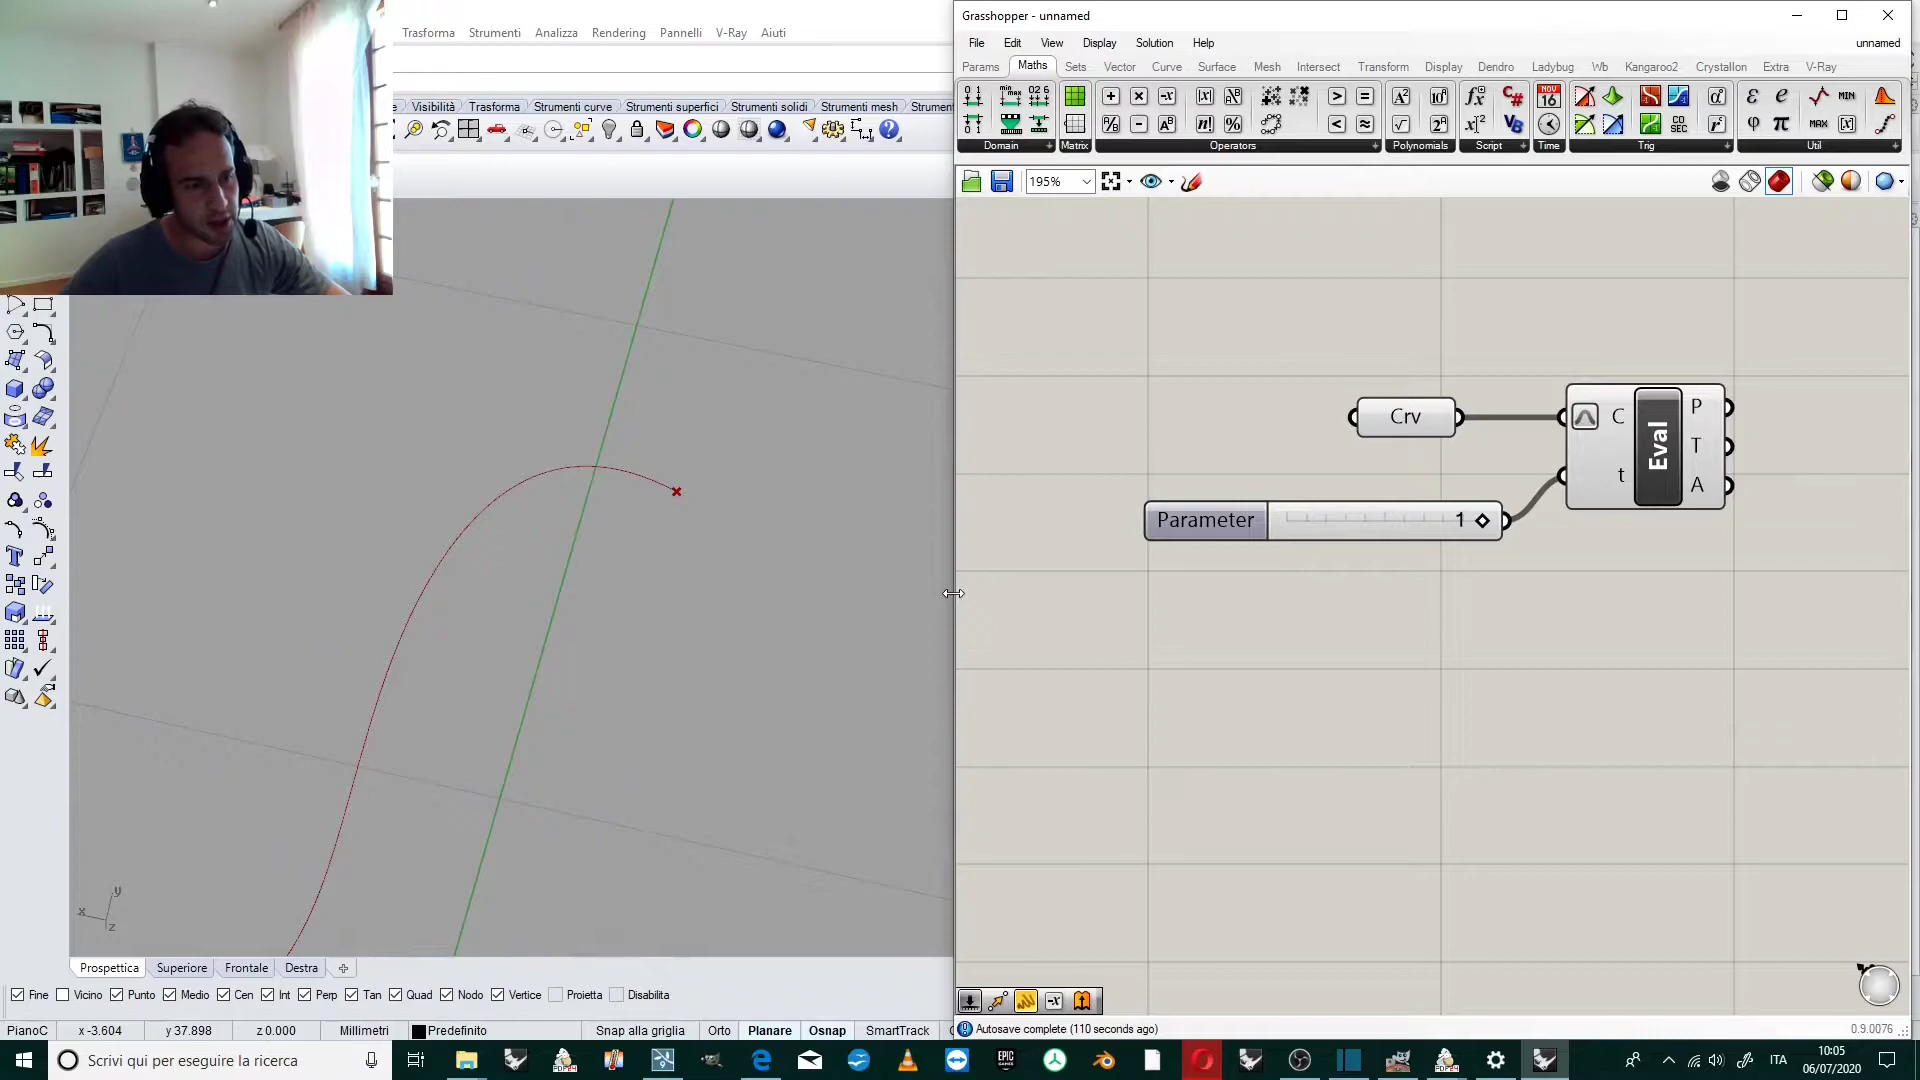 Grasshopper - unnamed
Trasforma Strumenti Analizza Rendering Pannelli V-Ray Aiuti
File Edit View Display Solution Help unnamed
Params Maths Sets Vector Curve Surface Mesh Intersect Transform Display Dendro Ladybug Wb Kangaroo2 Crystallon Extra V-Ray
Visibilità Trasforma Strumenti curve Strumenti superfici Strumenti solidi Strumenti mesh
Domain Matrix Operators Polynomials Script Time Trig Util
195%
Crv
C
t
Eval
P
T
A
Parameter 1
y
x
z
Prospettica Superiore Frontale Destra
Fine Vicino Punto Medio Cen Int Perp Tan Quad Nodo Vertice Proietta Disabilita
Autosave complete (110 seconds ago) 0.9.0076
PianoC x -3.604 y 37.898 z 0.000 Millimetri Predefinito Snap alla griglia Orto Planare Osnap SmartTrack
Scrivi qui per eseguire la ricerca
ITA
10:05
06/07/2020